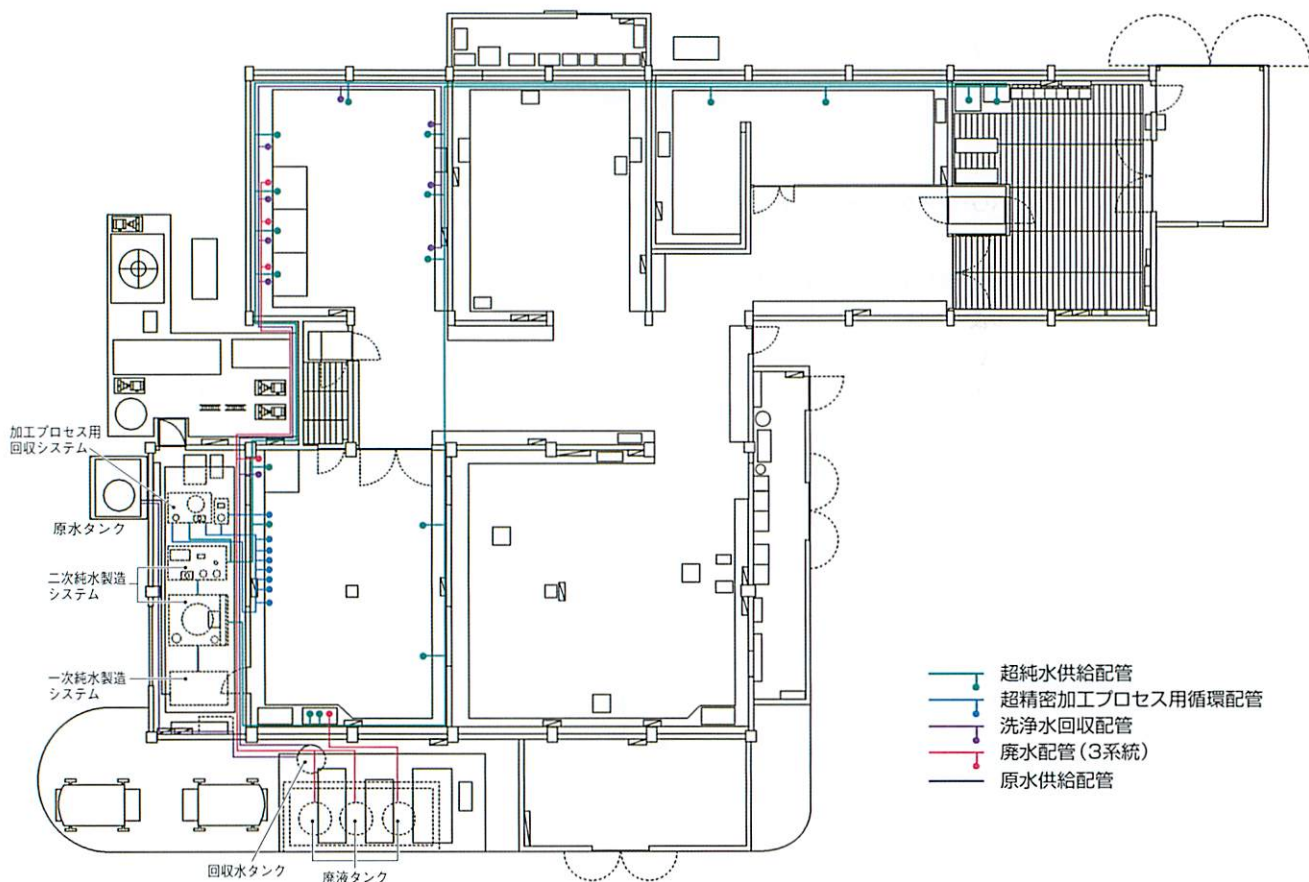 加工プロセス用
回収システム
原水タンク
二次純水製造
システム
一次純水製造
システム
回収水タンク
廃液タンク
超純水供給配管
超精密加工プロセス用循環配管
洗浄水回収配管
廃水配管（3系統）
原水供給配管